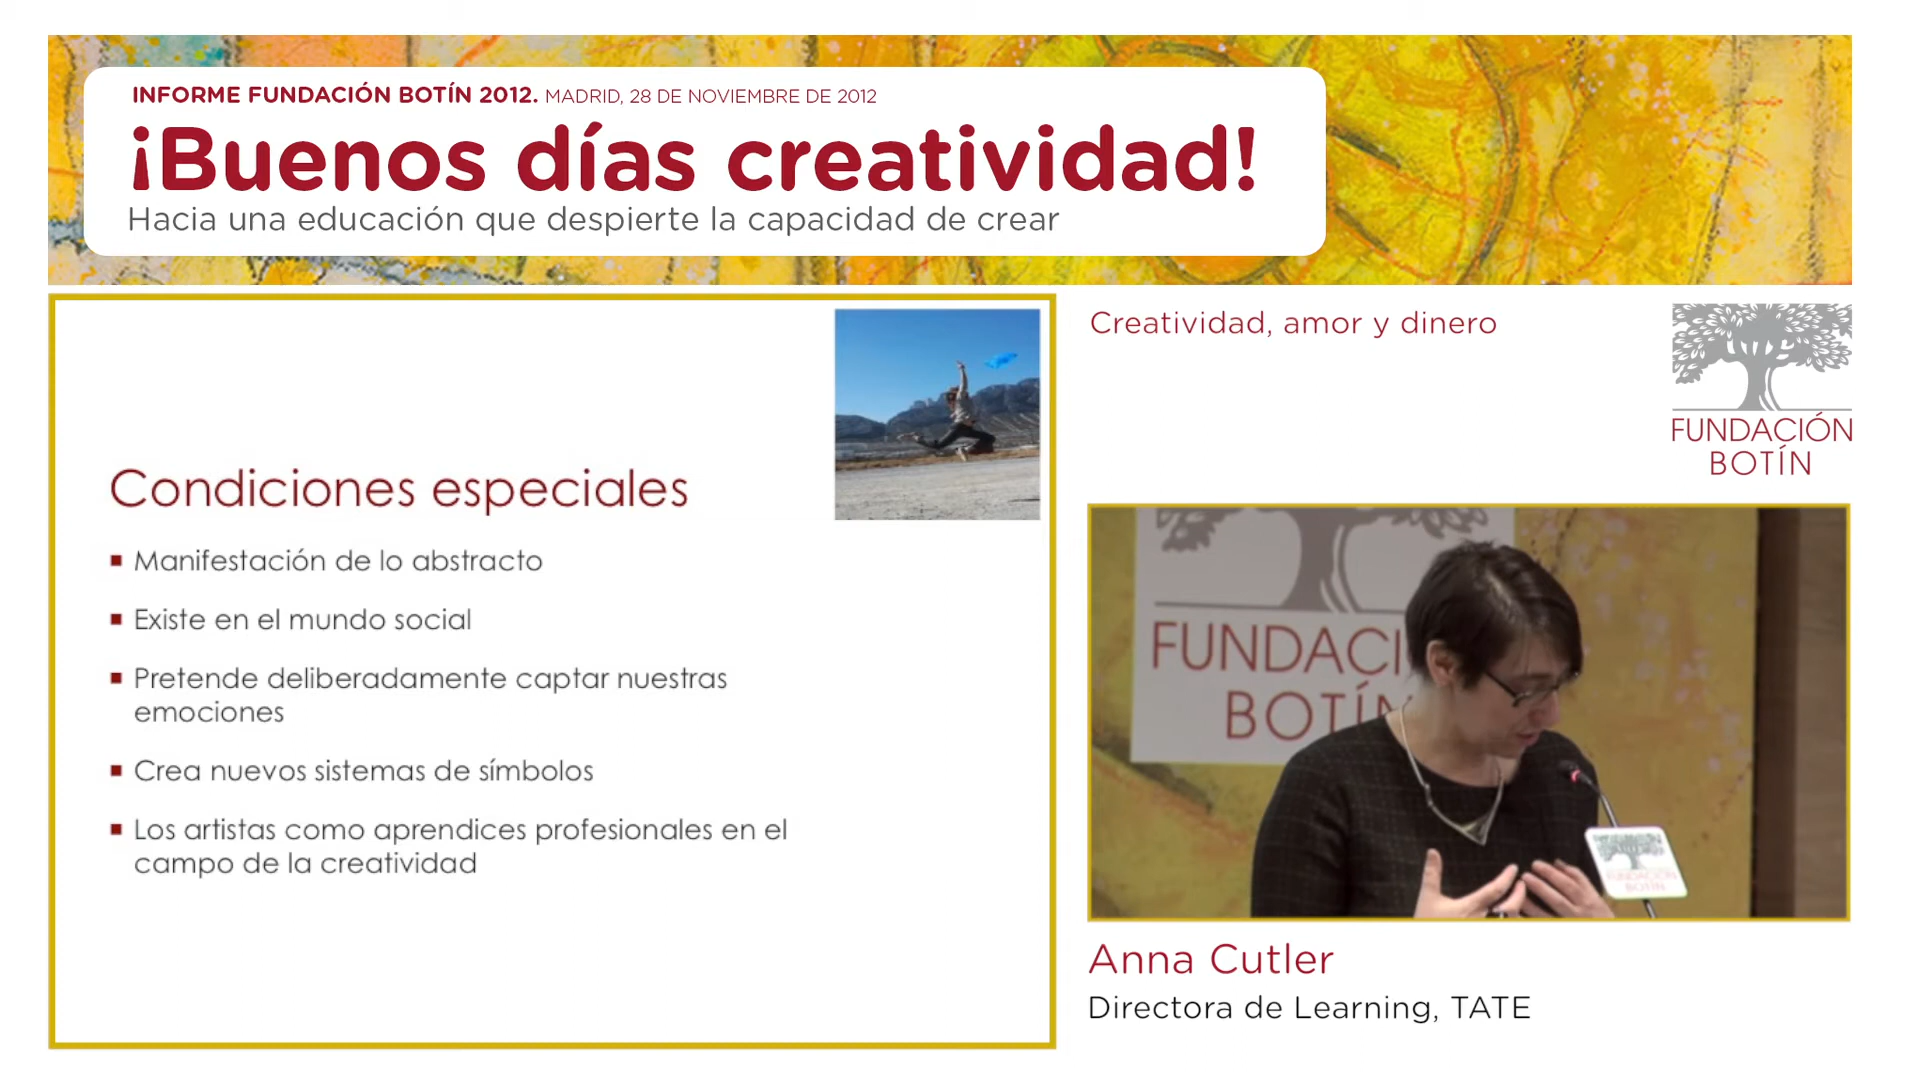 INFORME FUNDACIÓN BOTÍN 2012. MADRID, 28 DE NOVIEMBRE DE 2012
¡Buenos días creatividad!
Hacia una educación que despierte la capacidad de crear
Condiciones especiales
▪ Manifestación de lo abstracto
▪ Existe en el mundo social
▪ Pretende deliberadamente captar nuestras
emociones
▪ Crea nuevos sistemas de símbolos
▪ Los artistas como aprendices profesionales en el
campo de la creatividad
Creatividad, amor y dinero
FUNDACIÓN
BOTÍN
FUNDACI
BOTÍN
FUNDACIÓN
BOTÍN
Anna Cutler
Directora de Learning, TATE